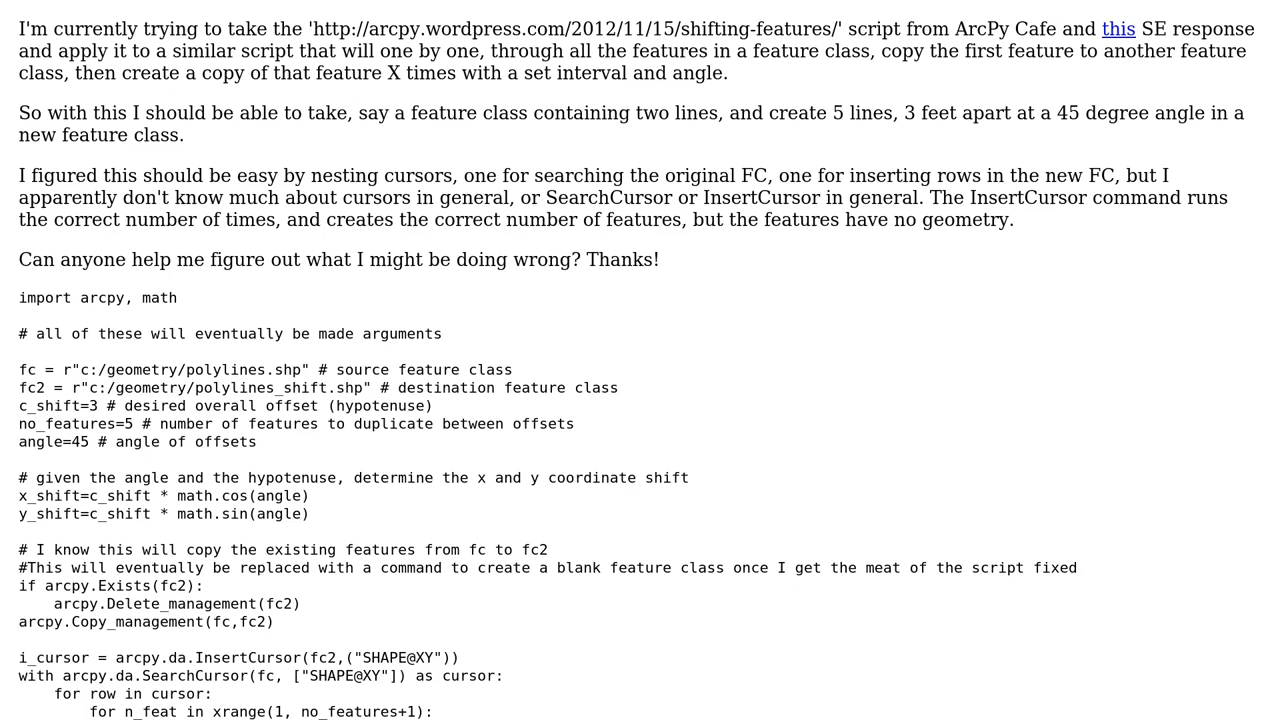 I'm currently trying to take the 'http://arcpy.wordpress.com/2012/11/15/shifting-features/' script from ArcPy Cafe and this SE response
and apply it to a similar script that will one by one, through all the features in a feature class, copy the first feature to another feature
class, then create a copy of that feature X times with a set interval and angle.
So with this I should be able to take, say a feature class containing two lines, and create 5 lines, 3 feet apart at a 45 degree angle in a
new feature class.
I figured this should be easy by nesting cursors, one for searching the original FC, one for inserting rows in the new FC, but I
apparently don't know much about cursors in general, or SearchCursor or InsertCursor in general. The InsertCursor command runs
the correct number of times, and creates the correct number of features, but the features have no geometry.
Can anyone help me figure out what I might be doing wrong? Thanks!
import arcpy, math
# all of these will eventually be made arguments
fc = r"c:/geometry/polylines.shp" # source feature class
fc2 = r"c:/geometry/polylines_shift.shp" # destination feature class
c_shift=3 # desired overall offset (hypotenuse)
no_features=5 # number of features to duplicate between offsets
angle=45 # angle of offsets
# given the angle and the hypotenuse, determine the x and y coordinate shift
x_shift=c_shift * math.cos(angle)
y_shift=c_shift * math.sin(angle)
# I know this will copy the existing features from fc to fc2
#This will eventually be replaced with a command to create a blank feature class once I get the meat of the script fixed
if arcpy.Exists(fc2):
    arcpy.Delete_management(fc2)
arcpy.Copy_management(fc,fc2)
i_cursor = arcpy.da.InsertCursor(fc2,("SHAPE@XY"))
with arcpy.da.SearchCursor(fc, ["SHAPE@XY"]) as cursor:
    for row in cursor:
        for n_feat in xrange(1, no_features+1):